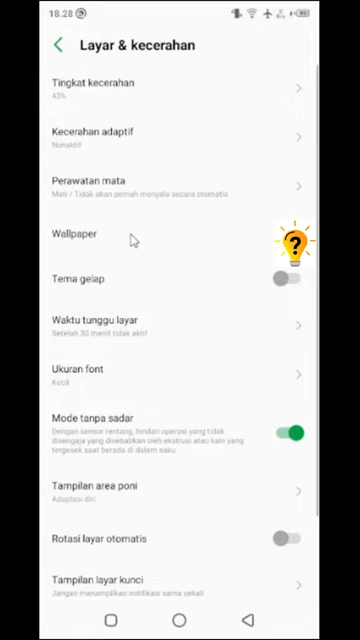 18.28
Layar & kecerahan
Tingkat kecerahan
43%
Kecerahan adaptif
Nonaktif
Perawatan mata
Mati / Tidak akan pernah menyala secara otomatis
Wallpaper
?
Tema gelap
Waktu tunggu layar
Setelah 30 menit tidak aktif
Ukuran font
Kecil
Mode tanpa sadar
Dengan sensor rentang, hindari operasi yang tidak
disengaja yang disebabkan oleh ekstrusi atau kain yang
tergesek saat berada di dalam saku
Tampilan area poni
Adaptasi diri
Rotasi layar otomatis
Tampilan layar kunci
Jangan menampilkan notifikasi sama sekali